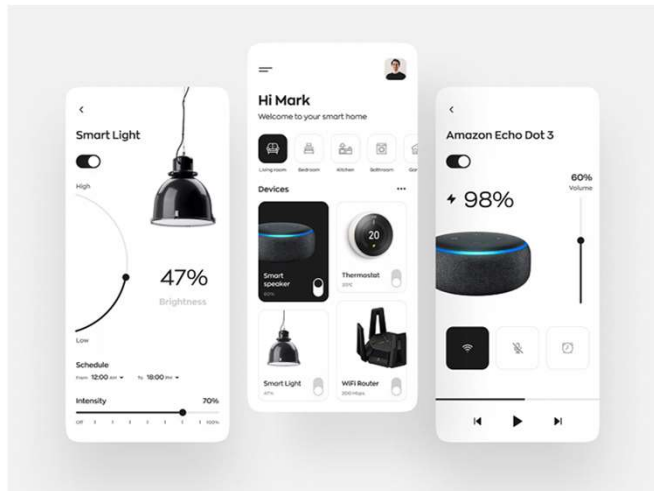 Smart Light
High
47%
Brightness
Low
Schedule
From 12:00 AM To 18:00 PM
Intensity 70%
Off 100%
Hi Mark
Welcome to your smart home
Living room Bedroom Kitchen Bathroom
Devices
20
Smart
speaker
Thermostat
20°C
Smart Light
47%
WiFi Router
Amazon Echo Dot 3
60%
Volume
98%